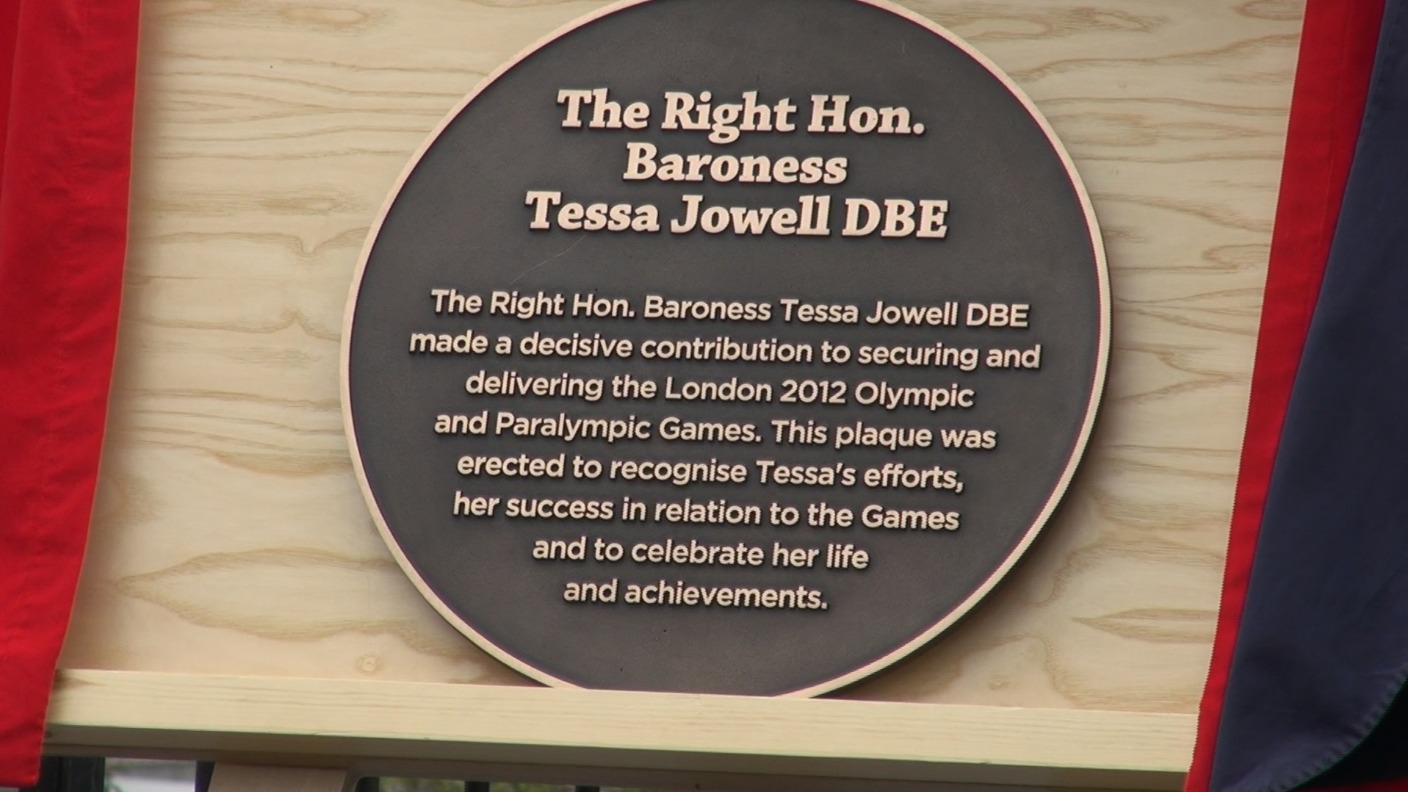 The Right Hon.
Baroness
Tessa Jowell DBE
The Right Hon. Baroness Tessa Jowell DBE
made a decisive contribution to securing and
delivering the London 2012 Olympic
and Paralympic Games. This plaque was
erected to recognise Tessa's efforts,
her success in relation to the Games
and to celebrate her life
and achievements.